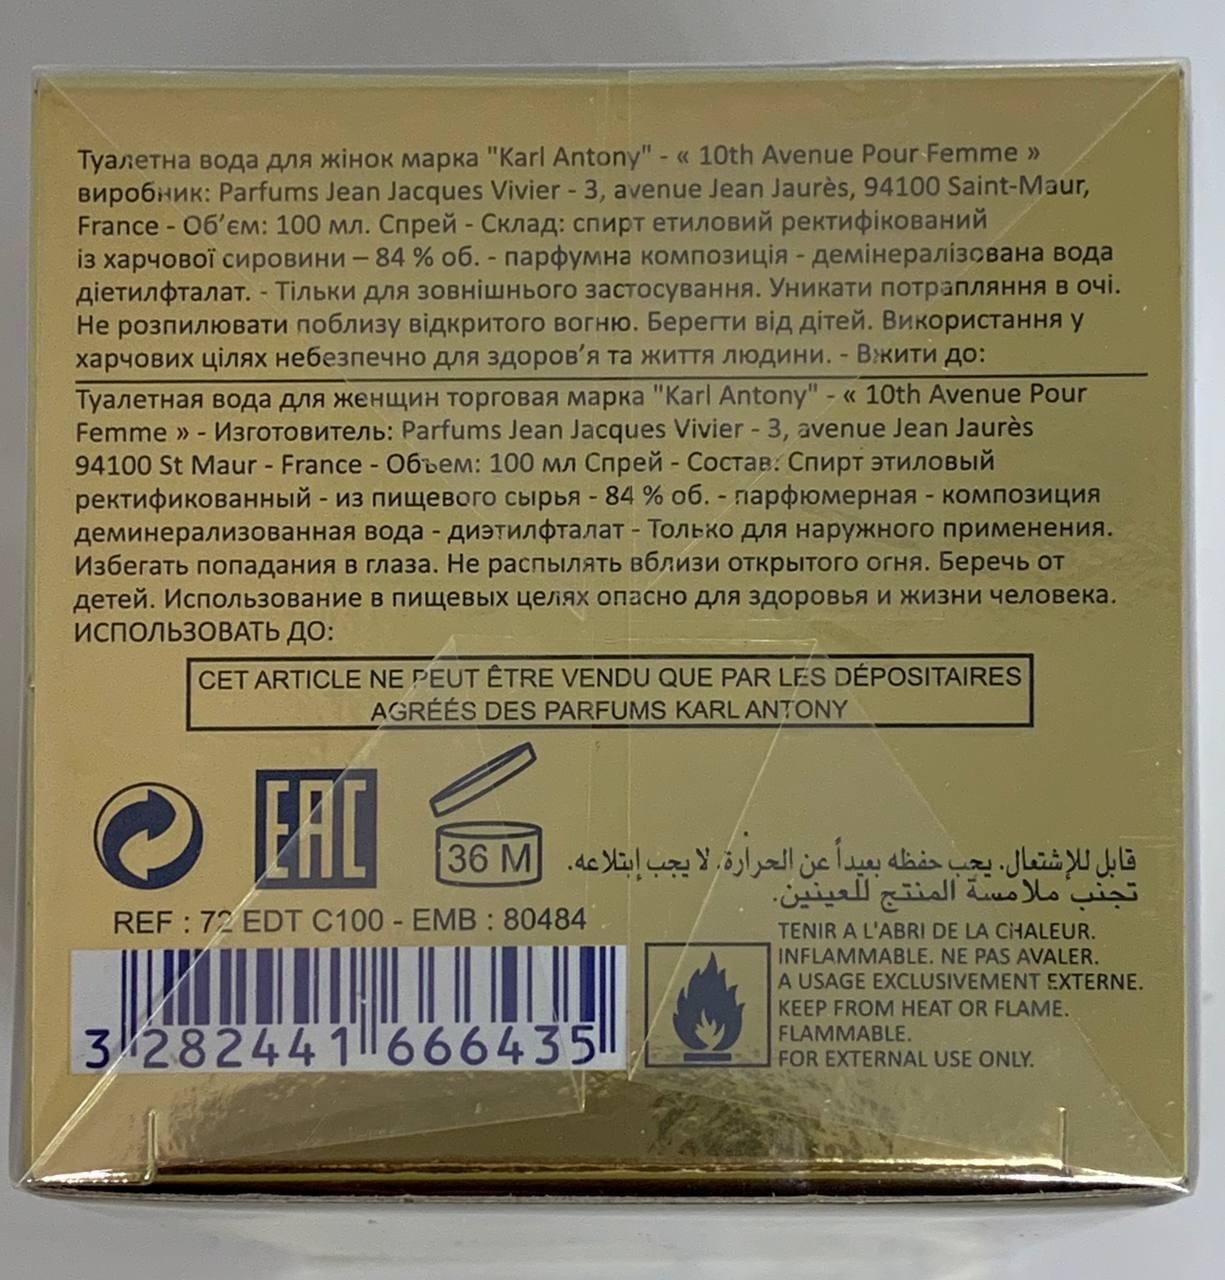 Туалетна вода для жінок марка "Karl Antony" - « 10th Avenue Pour Femme »
виробник: Parfums Jean Jacques Vivier - 3, avenue Jean Jaurès, 94100 Saint-Maur,
France - Об’єм: 100 мл. Спрей - Склад: спирт етиловий ректифікований
із харчової сировини – 84 % об. - парфумна композиція - демінералізована вода
діетилфталат. - Тільки для зовнішнього застосування. Уникати потрапляння в очі.
Не розпилювати поблизу відкритого вогню. Берегти від дітей. Використання у
харчових цілях небезпечно для здоров’я та життя людини. - Вжити до:
Туалетная вода для женщин торговая марка "Karl Antony" - « 10th Avenue Pour
Femme » - Изготовитель: Parfums Jean Jacques Vivier - 3, avenue Jean Jaurès
94100 St Maur - France - Объем: 100 мл Спрей - Состав: Спирт этиловый
ректификованный - из пищевого сырья - 84 % об. - парфюмерная - композиция
деминерализованная вода - диэтилфталат - Только для наружного применения.
Избегать попадания в глаза. Не распылять вблизи открытого огня. Беречь от
детей. Использование в пищевых целях опасно для здоровья и жизни человека.
ИСПОЛЬЗОВАТЬ ДО:
CET ARTICLE NE PEUT ÊTRE VENDU QUE PAR LES DÉPOSITAIRES
AGRÉÉS DES PARFUMS KARL ANTONY
EAC
36 M
قابل للإشتعال. يجب حفظه بعيداً عن الحرارة. لا يجب إبتلاعه.
تجنب ملامسة المنتج للعينين.
REF : 72 EDT C100 - EMB : 80484
3 282441 666435
TENIR A L'ABRI DE LA CHALEUR.
INFLAMMABLE. NE PAS AVALER.
A USAGE EXCLUSIVEMENT EXTERNE.
KEEP FROM HEAT OR FLAME.
FLAMMABLE.
FOR EXTERNAL USE ONLY.